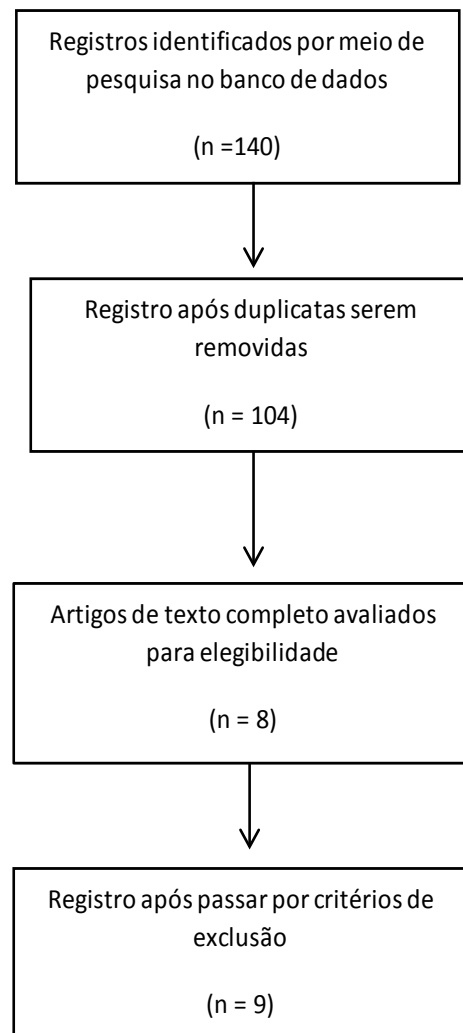 Registros identificados por meio de
pesquisa no banco de dados
(n =140)
Registro após duplicatas serem
removidas
(n = 104)
Artigos de texto completo avaliados
para elegibilidade
(n = 8)
Registro após passar por critérios de
exclusão
(n = 9)